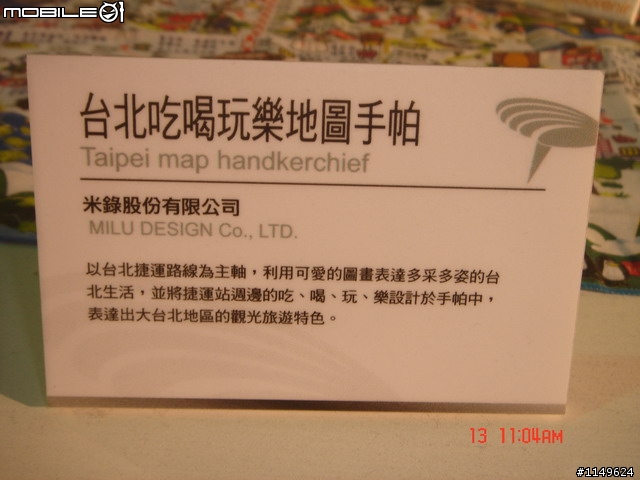 MOBILE01
台北吃喝玩樂地圖手帕
Taipei map handkerchief
米錄股份有限公司
MILU DESIGN Co., LTD.
以台北捷運路線為主軸，利用可愛的圖畫表達多采多姿的台
北生活，並將捷運站週邊的吃、喝、玩、樂設計於手帕中，
表達出大台北地區的觀光旅遊特色。
13 11:04AM
#1149624